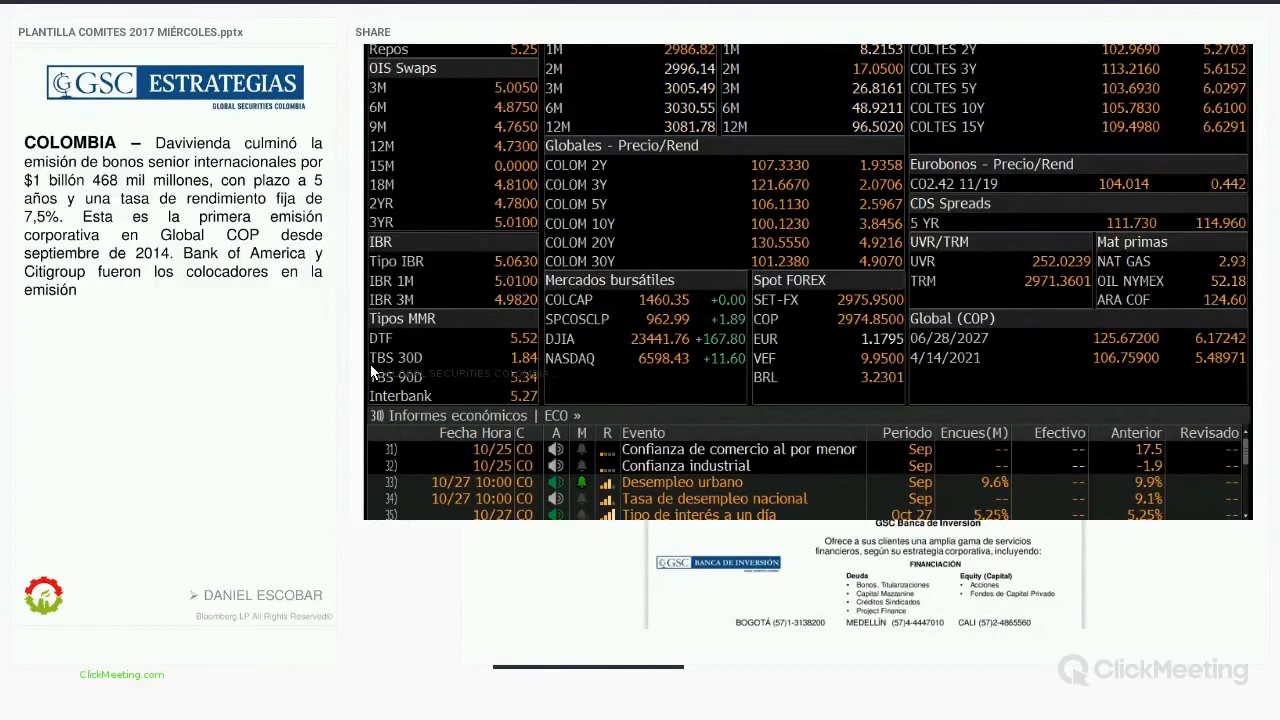 PLANTILLA COMITES 2017 MIÉRCOLES.pptx
SHARE
GSC ESTRATEGIAS
GLOBAL SECURITIES COLOMBIA
COLOMBIA – Davivienda culminó la
emisión de bonos senior internacionales por
$1 billón 468 mil millones, con plazo a 5
años y una tasa de rendimiento fija de
7,5%. Esta es la primera emisión
corporativa en Global COP desde
septiembre de 2014. Bank of America y
Citigroup fueron los colocadores en la
emisión
➢ DANIEL ESCOBAR
Bloomberg LP All Rights Reserved©
ClickMeeting.com
Repos 5.25
OIS Swaps
3M 5.0050
6M 4.8750
9M 4.7650
12M 4.7300
15M 0.0000
18M 4.8100
2YR 4.7800
3YR 5.0100
IBR
Tipo IBR 5.0630
IBR 1M 5.0100
IBR 3M 4.9820
Tipos MMR
DTF 5.52
TBS 30D 1.84
TBS 90D 5.34
GLOBAL SECURITIES COLOMBIA
Interbank 5.27
1M 2986.82 1M 8.2153
2M 2996.14 2M 17.0500
3M 3005.49 3M 26.8161
6M 3030.55 6M 48.9211
12M 3081.78 12M 96.5020
Globales - Precio/Rend
COLOM 2Y 107.3330 1.9358
COLOM 3Y 121.6670 2.0706
COLOM 5Y 106.1130 2.5967
COLOM 10Y 100.1230 3.8456
COLOM 20Y 130.5550 4.9216
COLOM 30Y 101.2380 4.9070
Mercados bursátiles
COLCAP 1460.35 +0.00
SPCOSCLP 962.99 +1.89
DJIA 23441.76 +167.80
NASDAQ 6598.43 +11.60
Spot FOREX
SET-FX 2975.9500
COP 2974.8500
EUR 1.1795
VEF 9.9500
BRL 3.2301
COLTES 2Y 102.9690 5.2703
COLTES 3Y 113.2160 5.6152
COLTES 5Y 103.6930 6.0297
COLTES 10Y 105.7830 6.6100
COLTES 15Y 109.4980 6.6291
Eurobonos - Precio/Rend
CO2.42 11/19 104.014 0.442
CDS Spreads
5 YR 111.730 114.960
UVR/TRM
UVR 252.0239
TRM 2971.3601
Mat primas
NAT GAS 2.93
OIL NYMEX 52.18
ARA COF 124.60
Global (COP)
06/28/2027 125.67200 6.17242
4/14/2021 106.75900 5.48971
30) Informes económicos | ECO »
Fecha Hora C A M R Evento Periodo Encues(M) Efectivo Anterior Revisado
31) 10/25 CO Confianza de comercio al por menor Sep -- -- 17.5 --
32) 10/25 CO Confianza industrial Sep -- -- -1.9 --
33) 10/27 10:00 CO Desempleo urbano Sep 9.6% -- 9.9% --
34) 10/27 10:00 CO Tasa de desempleo nacional Sep -- -- 9.1% --
35) 10/27 CO Tipo de interés a un día Oct 27 5.25% -- 5.25% --
GSC Banca de Inversión
Ofrece a sus clientes una amplia gama de servicios
financieros, según su estrategia corporativa, incluyendo:
GSC BANCA DE INVERSIÓN
FINANCIACIÓN
Deuda
• Bonos, Titularizaciones
• Capital Mazzanine
• Créditos Sindicados
• Project Finance
Equity (Capital)
• Acciones
• Fondos de Capital Privado
BOGOTÁ (57)1-3138200 MEDELLÍN (57)4-4447010 CALI (57)2-4865560
ClickMeeting